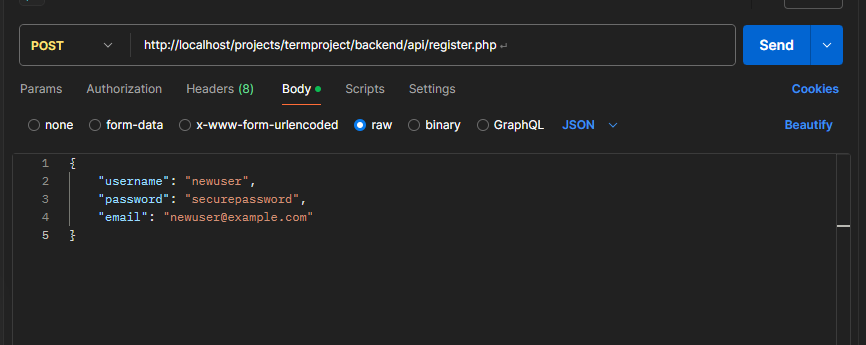 POST http://localhost/projects/termproject/backend/api/register.php ↵ Send
Params Authorization Headers (8) Body Scripts Settings Cookies
none form-data x-www-form-urlencoded raw binary GraphQL JSON Beautify
1 {
2 "username": "newuser",
3 "password": "securepassword",
4 "email": "newuser@example.com"
5 }